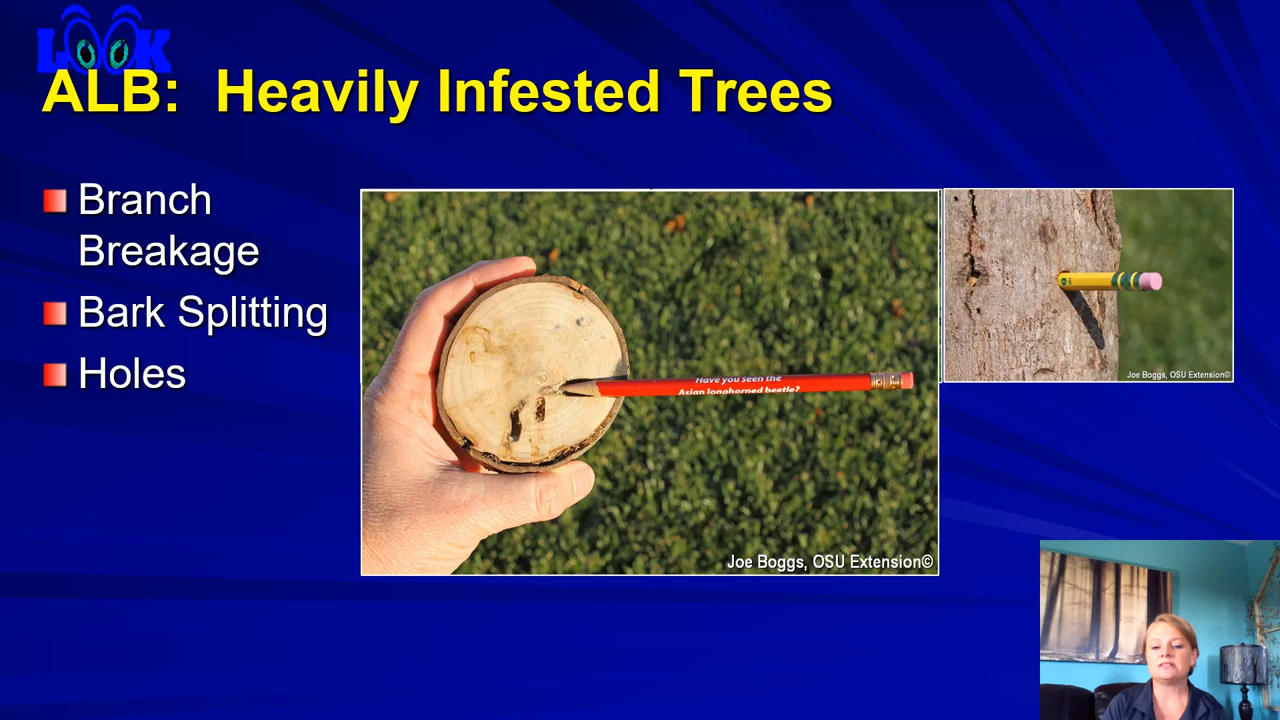 LOOK
ALB: Heavily Infested Trees
Branch
Breakage
Bark Splitting
Holes
Have you seen the
Asian longhorned beetle?
Joe Boggs, OSU Extension©
Joe Boggs, OSU Extension©